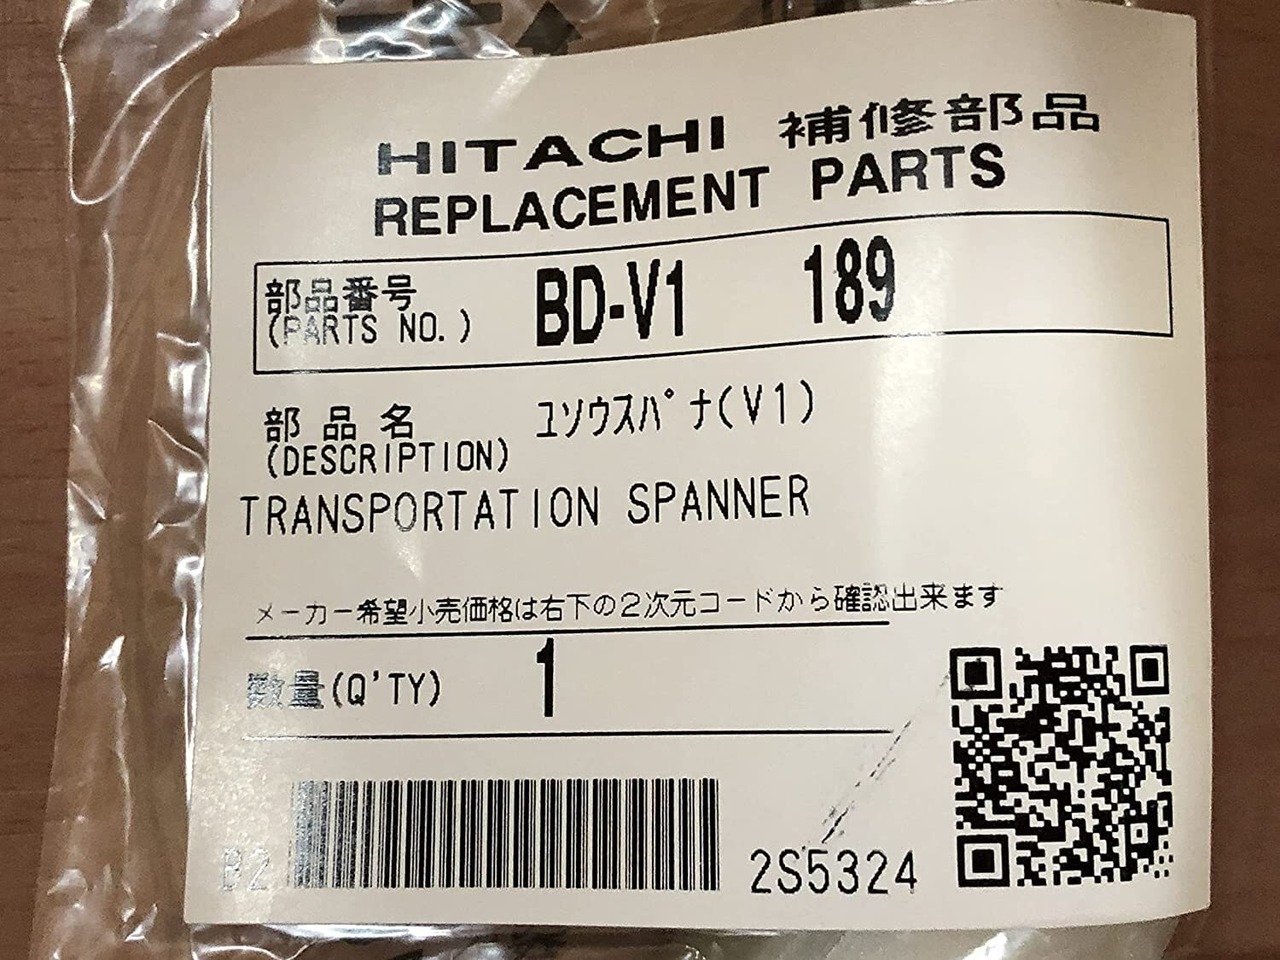 HITACHI 補修部品
REPLACEMENT PARTS
部品番号 BD-V1 189
(PARTS NO.)
部品名 ﾕｿｳｽﾊﾟﾅ(V1)
(DESCRIPTION)
TRANSPORTATION SPANNER
メーカー希望小売価格は右下の2次元コードから確認出来ます
数量(Q'TY) 1
B2 2S5324